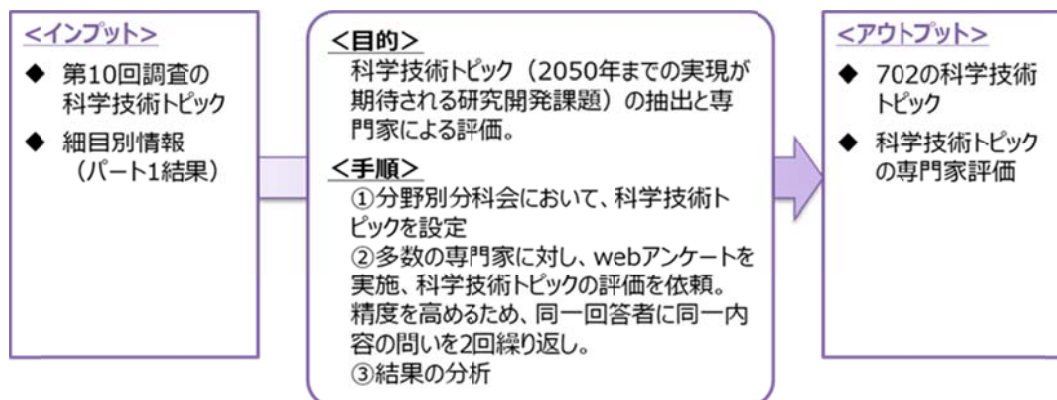 <インプット>
◆ 第10回調査の
科学技術トピック
◆ 細目別情報
（パート1結果）
<目的>
科学技術トピック（2050年までの実現が
期待される研究開発課題）の抽出と専
門家による評価。
<手順>
①分野別分科会において、科学技術ト
ピックを設定
②多数の専門家に対し、webアンケートを
実施、科学技術トピックの評価を依頼。
精度を高めるため、同一回答者に同一内
容の問いを2回繰り返し。
③結果の分析
<アウトプット>
◆ 702の科学技術
トピック
◆ 科学技術トピック
の専門家評価